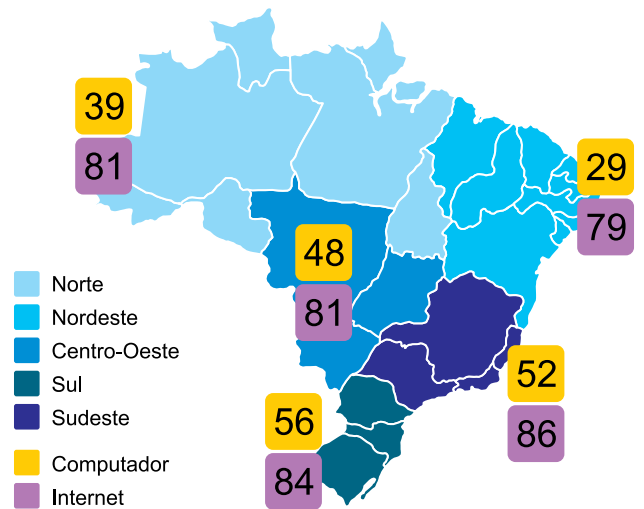 39
81
29
79
48
81
52
86
56
84
Norte
Nordeste
Centro-Oeste
Sul
Sudeste
Computador
Internet